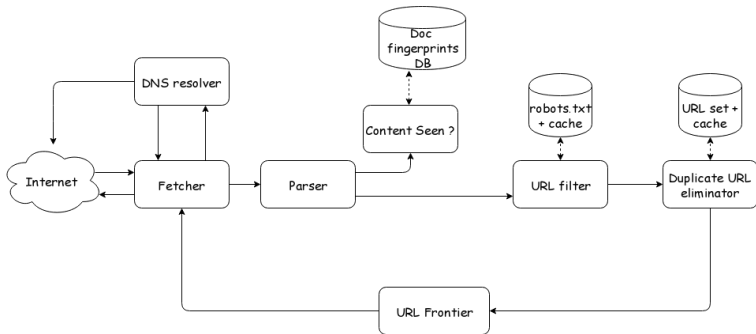 Doc
fingerprints
DB
DNS resolver
robots.txt
+ cache
URL set +
cache
Content Seen ?
Internet
Fetcher
Parser
URL filter
Duplicate URL
eliminator
URL Frontier